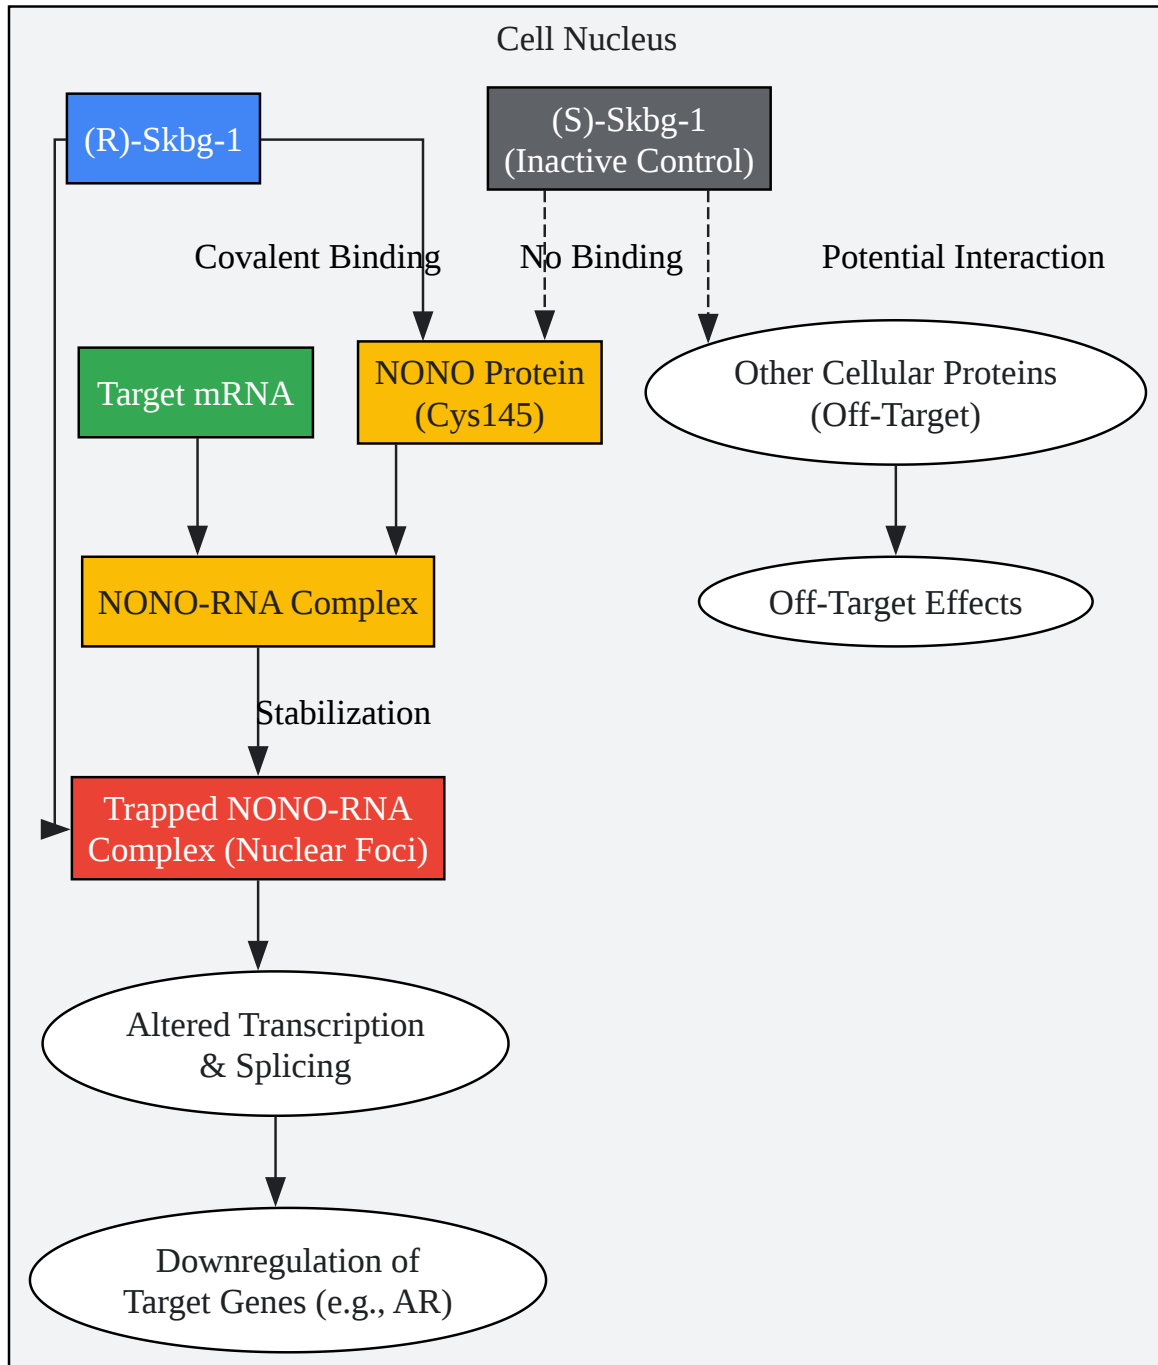 Cell Nucleus
(R)-Skbg-1
(S)-Skbg-1
(Inactive Control)
Covalent Binding
No Binding
Potential Interaction
Target mRNA
NONO Protein
(Cys145)
Other Cellular Proteins
(Off-Target)
NONO-RNA Complex
Off-Target Effects
Stabilization
Trapped NONO-RNA
Complex (Nuclear Foci)
Altered Transcription
& Splicing
Downregulation of
Target Genes (e.g., AR)